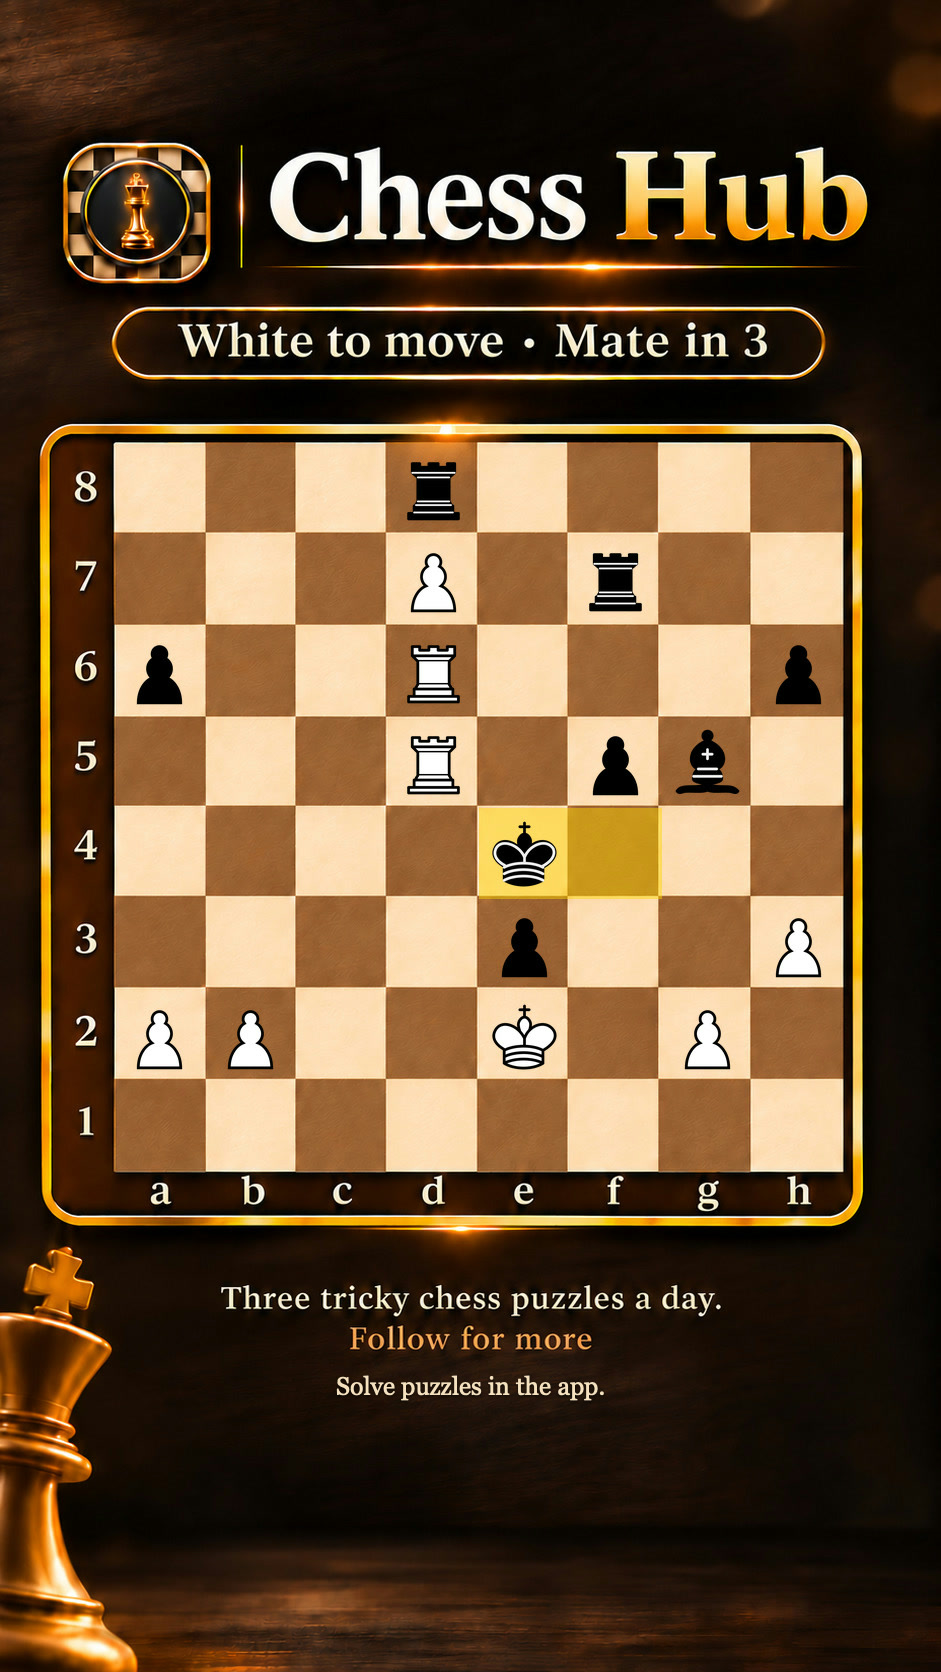 Chess Hub
White to move • Mate in 3
8
7
6
5
4
3
2
1
a b c d e f g h
Three tricky chess puzzles a day.
Follow for more
Solve puzzles in the app.